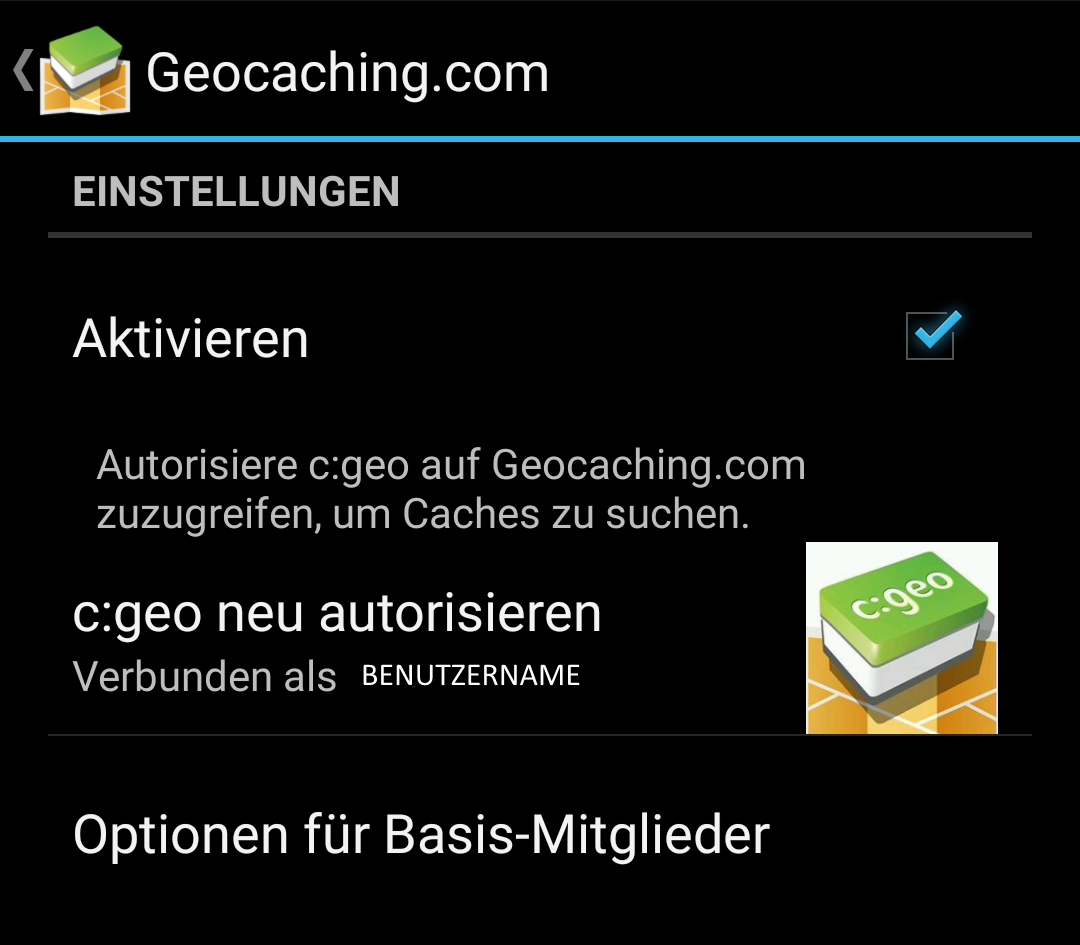 Geocaching.com
EINSTELLUNGEN
Aktivieren
Autorisiere c:geo auf Geocaching.com
zuzugreifen, um Caches zu suchen.
c:geo neu autorisieren
Verbunden als BENUTZERNAME
c:geo
Optionen für Basis-Mitglieder